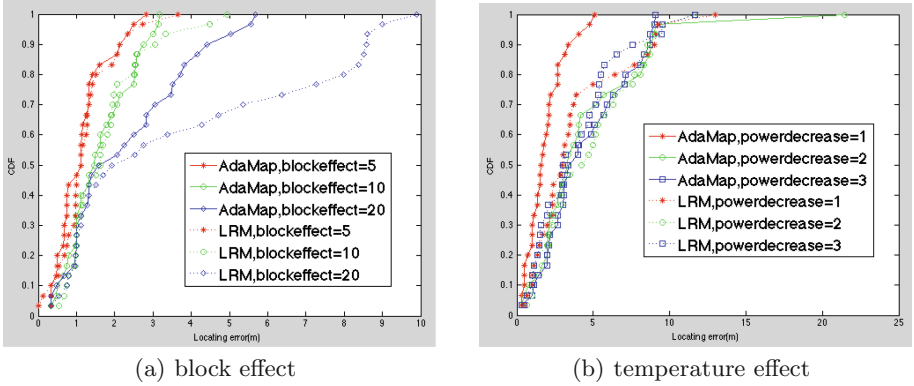 1
0.9
0.8
0.7
0.6
0.5
0.4
0.3
0.2
0.1
0
CDF
0 1 2 3 4 5 6 7 8 9 10
Locating error(m)
AdaMap,blockeffect=5
AdaMap,blockeffect=10
AdaMap,blockeffect=20
LRM,blockeffect=5
LRM,blockeffect=10
LRM,blockeffect=20
(a) block effect
1
0.9
0.8
0.7
0.6
0.5
0.4
0.3
0.2
0.1
0
CDF
0 5 10 15 20 25
Locating error(m)
AdaMap,powerdecrease=1
AdaMap,powerdecrease=2
AdaMap,powerdecrease=3
LRM,powerdecrease=1
LRM,powerdecrease=2
LRM,powerdecrease=3
(b) temperature effect